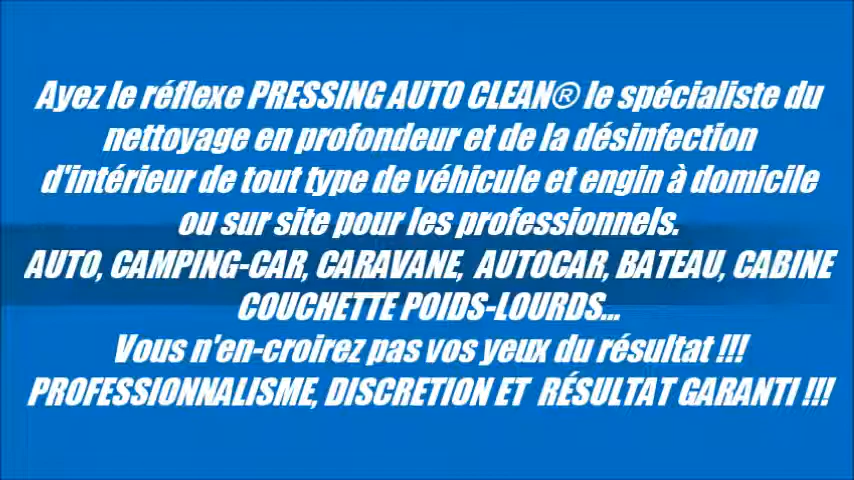 Ayez le réflexe PRESSING AUTO CLEAN® le spécialiste du
nettoyage en profondeur et de la désinfection
d'intérieur de tout type de véhicule et engin à domicile
ou sur site pour les professionnels.
AUTO, CAMPING-CAR, CARAVANE, AUTOCAR, BATEAU, CABINE
COUCHETTE POIDS-LOURDS...
Vous n'en-croirez pas vos yeux du résultat !!!
PROFESSIONNALISME, DISCRETION ET RÉSULTAT GARANTI !!!